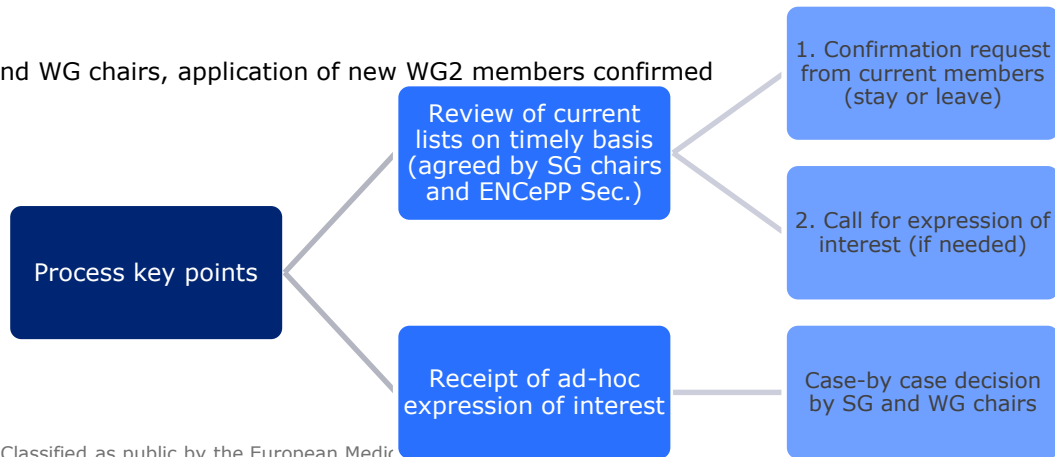 nd WG chairs, application of new WG2 members confirmed
Process key points
Review of current
lists on timely basis
(agreed by SG chairs
and ENCePP Sec.)
1. Confirmation request
from current members
(stay or leave)
2. Call for expression of
interest (if needed)
Receipt of ad-hoc
expression of interest
Case-by case decision
by SG and WG chairs
Classified as public by the European